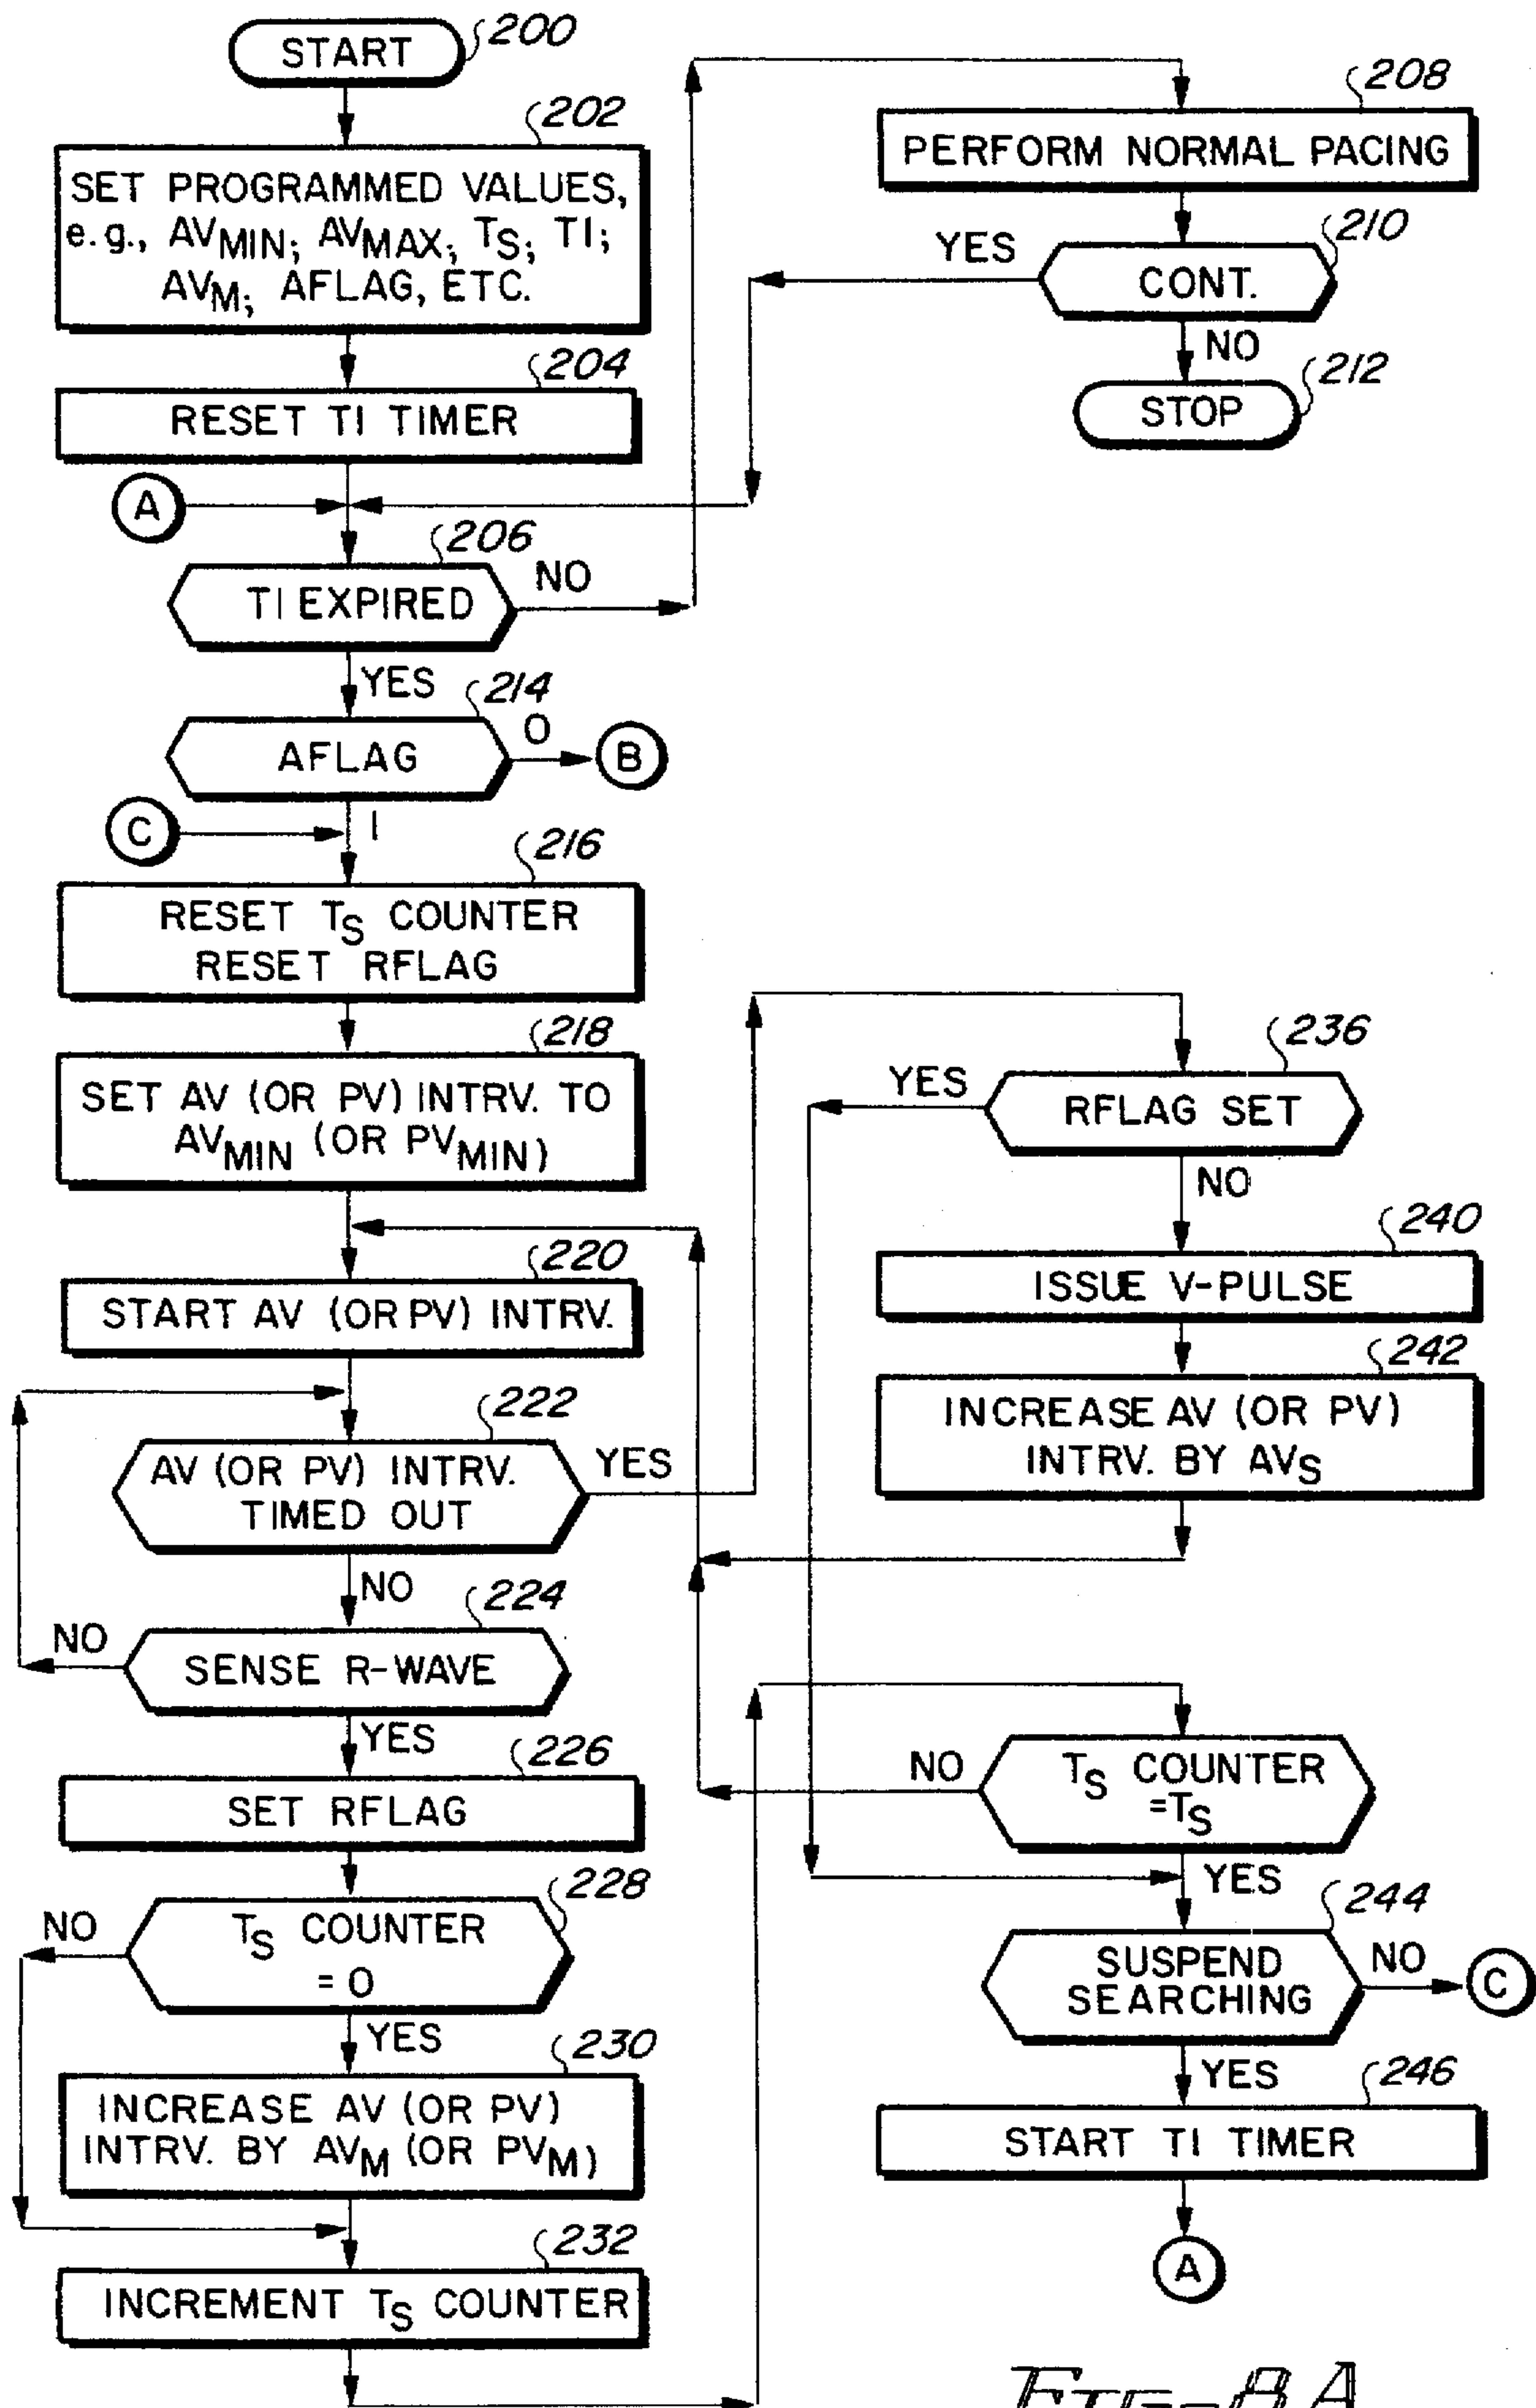 START
200
202
SET PROGRAMMED VALUES,
e.g., AVMIN; AVMAX; TS; TI;
AVM; AFLAG, ETC.
204
RESET TI TIMER
A
206
TI EXPIRED
NO
YES
208
PERFORM NORMAL PACING
210
YES
CONT.
NO
212
STOP
214
AFLAG
0
B
C
1
216
RESET TS COUNTER
RESET RFLAG
218
SET AV (OR PV) INTRV. TO
AVMIN (OR PVMIN)
220
START AV (OR PV) INTRV.
222
AV (OR PV) INTRV.
TIMED OUT
YES
NO
224
NO
SENSE R-WAVE
YES
226
SET RFLAG
228
NO
TS COUNTER
= 0
YES
230
INCREASE AV (OR PV)
INTRV. BY AVM (OR PVM)
232
INCREMENT TS COUNTER
236
YES
RFLAG SET
NO
240
ISSUE V-PULSE
242
INCREASE AV (OR PV)
INTRV. BY AVS
NO
TS COUNTER
=TS
YES
244
SUSPEND
SEARCHING
NO
C
YES
246
START TI TIMER
A
FIG-8A